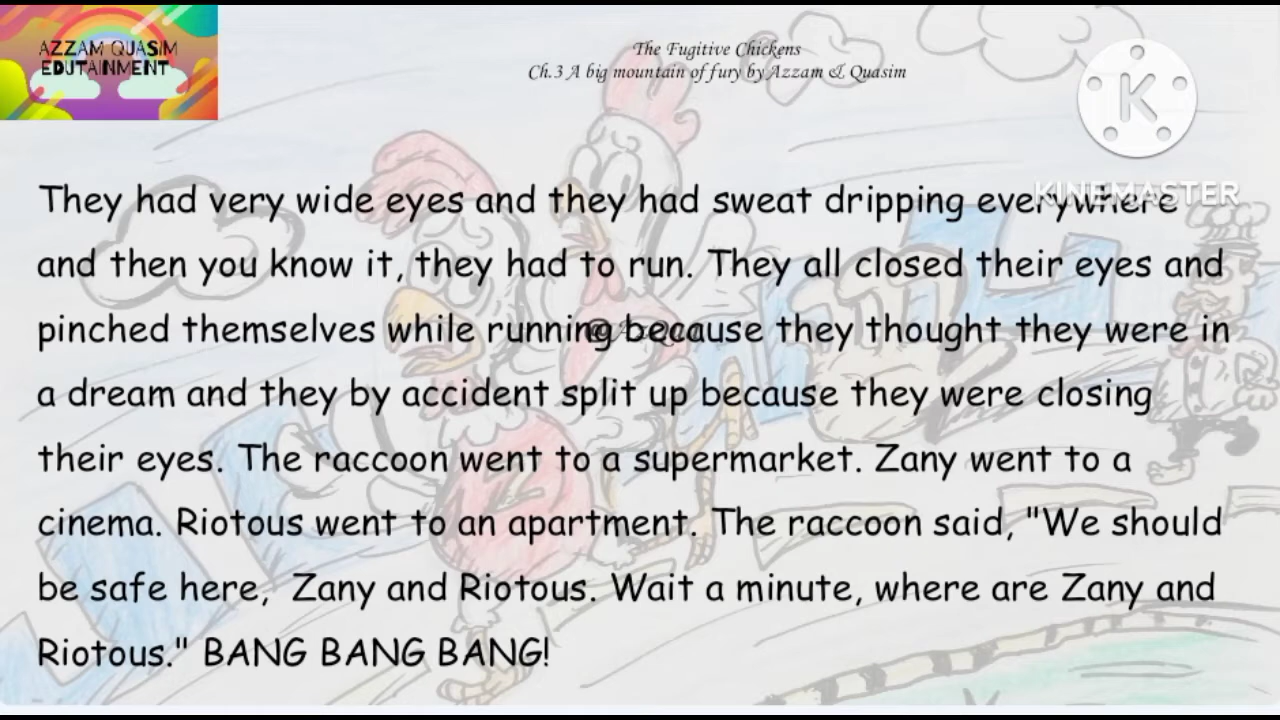 AZZAM QUASIM
EDUTAINMENT
The Fugitive Chickens
Ch.3 A big mountain of fury by Azzam & Quasim
K
KINEMASTER
They had very wide eyes and they had sweat dripping everywhere
and then you know it, they had to run. They all closed their eyes and
pinched themselves while running because they thought they were in
a dream and they by accident split up because they were closing
their eyes. The raccoon went to a supermarket. Zany went to a
cinema. Riotous went to an apartment. The raccoon said, "We should
be safe here, Zany and Riotous. Wait a minute, where are Zany and
Riotous." BANG BANG BANG!